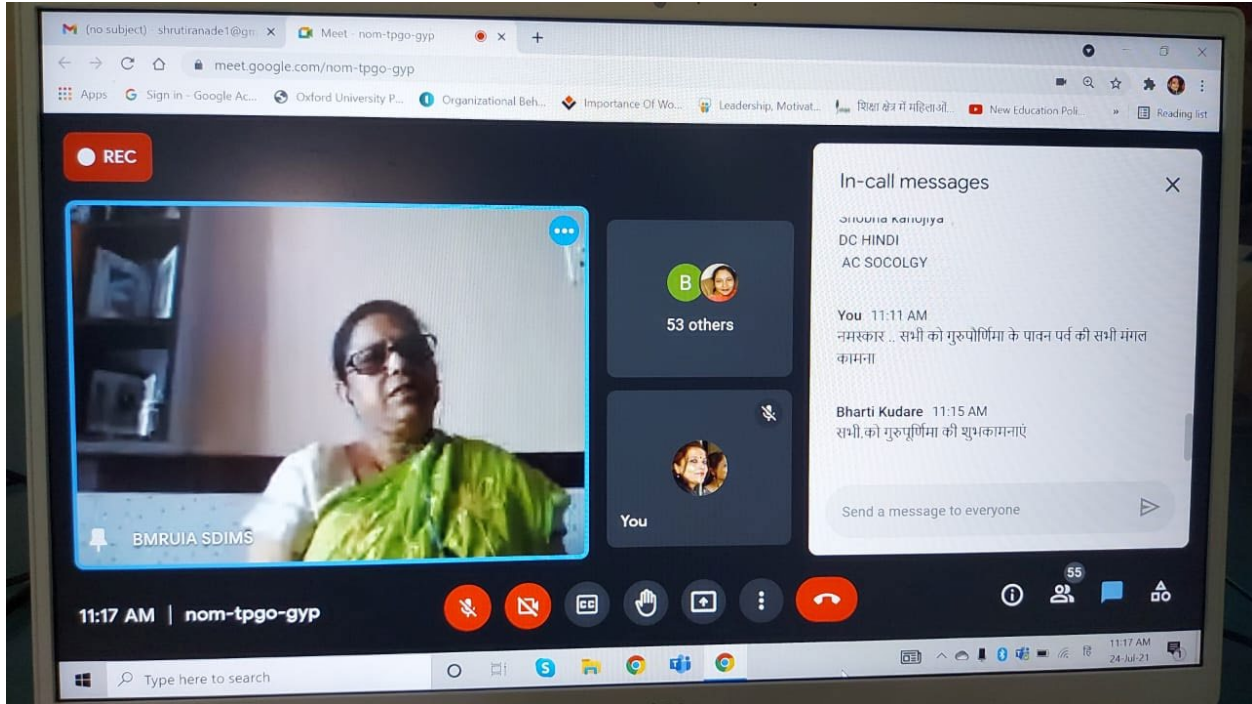 (no subject) - shrutiranade1@gm
Meet - nom-tpgo-gyp
meet.google.com/nom-tpgo-gyp
Apps
Sign in - Google Ac...
Oxford University P...
Organizational Beh...
Importance Of Wo...
Leadership, Motivat...
शिक्षा क्षेत्र में महिलाओं...
New Education Poli...
»
Reading list
REC
BMRUIA SDIMS
B
53 others
You
In-call messages
Shobha Kanojiya
DC HINDI
AC SOCOLGY
You 11:11 AM
नमस्कार .. सभी को गुरुपोर्णिमा के पावन पर्व की सभी मंगल
कामना
Bharti Kudare 11:15 AM
सभी.को गुरुपूर्णिमा की शुभकामनाएं
Send a message to everyone
11:17 AM | nom-tpgo-gyp
CC
55
Type here to search
11:17 AM
24-Jul-21